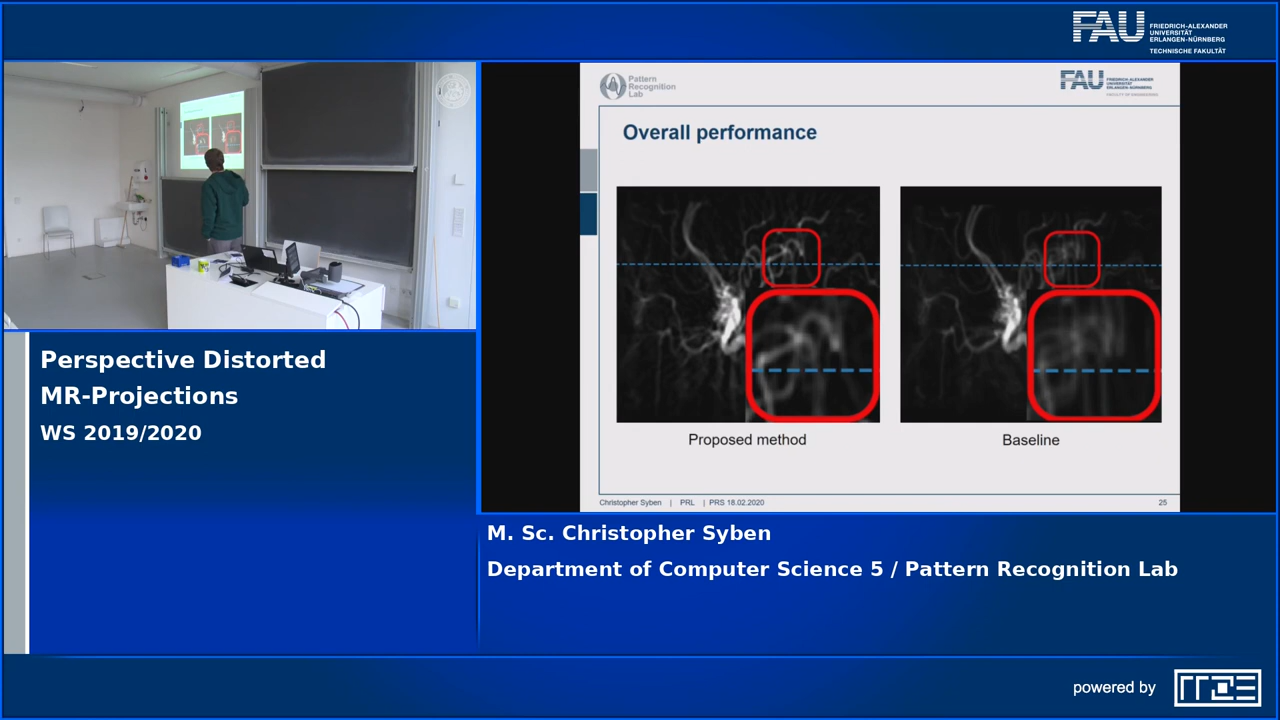 FAU
FRIEDRICH-ALEXANDER
UNIVERSITÄT
ERLANGEN-NÜRNBERG
TECHNISCHE FAKULTÄT
Pattern
Recognition
Lab
FAU
FRIEDRICH-ALEXANDER
UNIVERSITÄT
ERLANGEN-NÜRNBERG
FACULTY OF ENGINEERING
Overall performance
Proposed method
Baseline
Christopher Syben | PRL | PRS 18.02.2020
25
Perspective Distorted
MR-Projections
WS 2019/2020
M. Sc. Christopher Syben
Department of Computer Science 5 / Pattern Recognition Lab
powered by
rrze